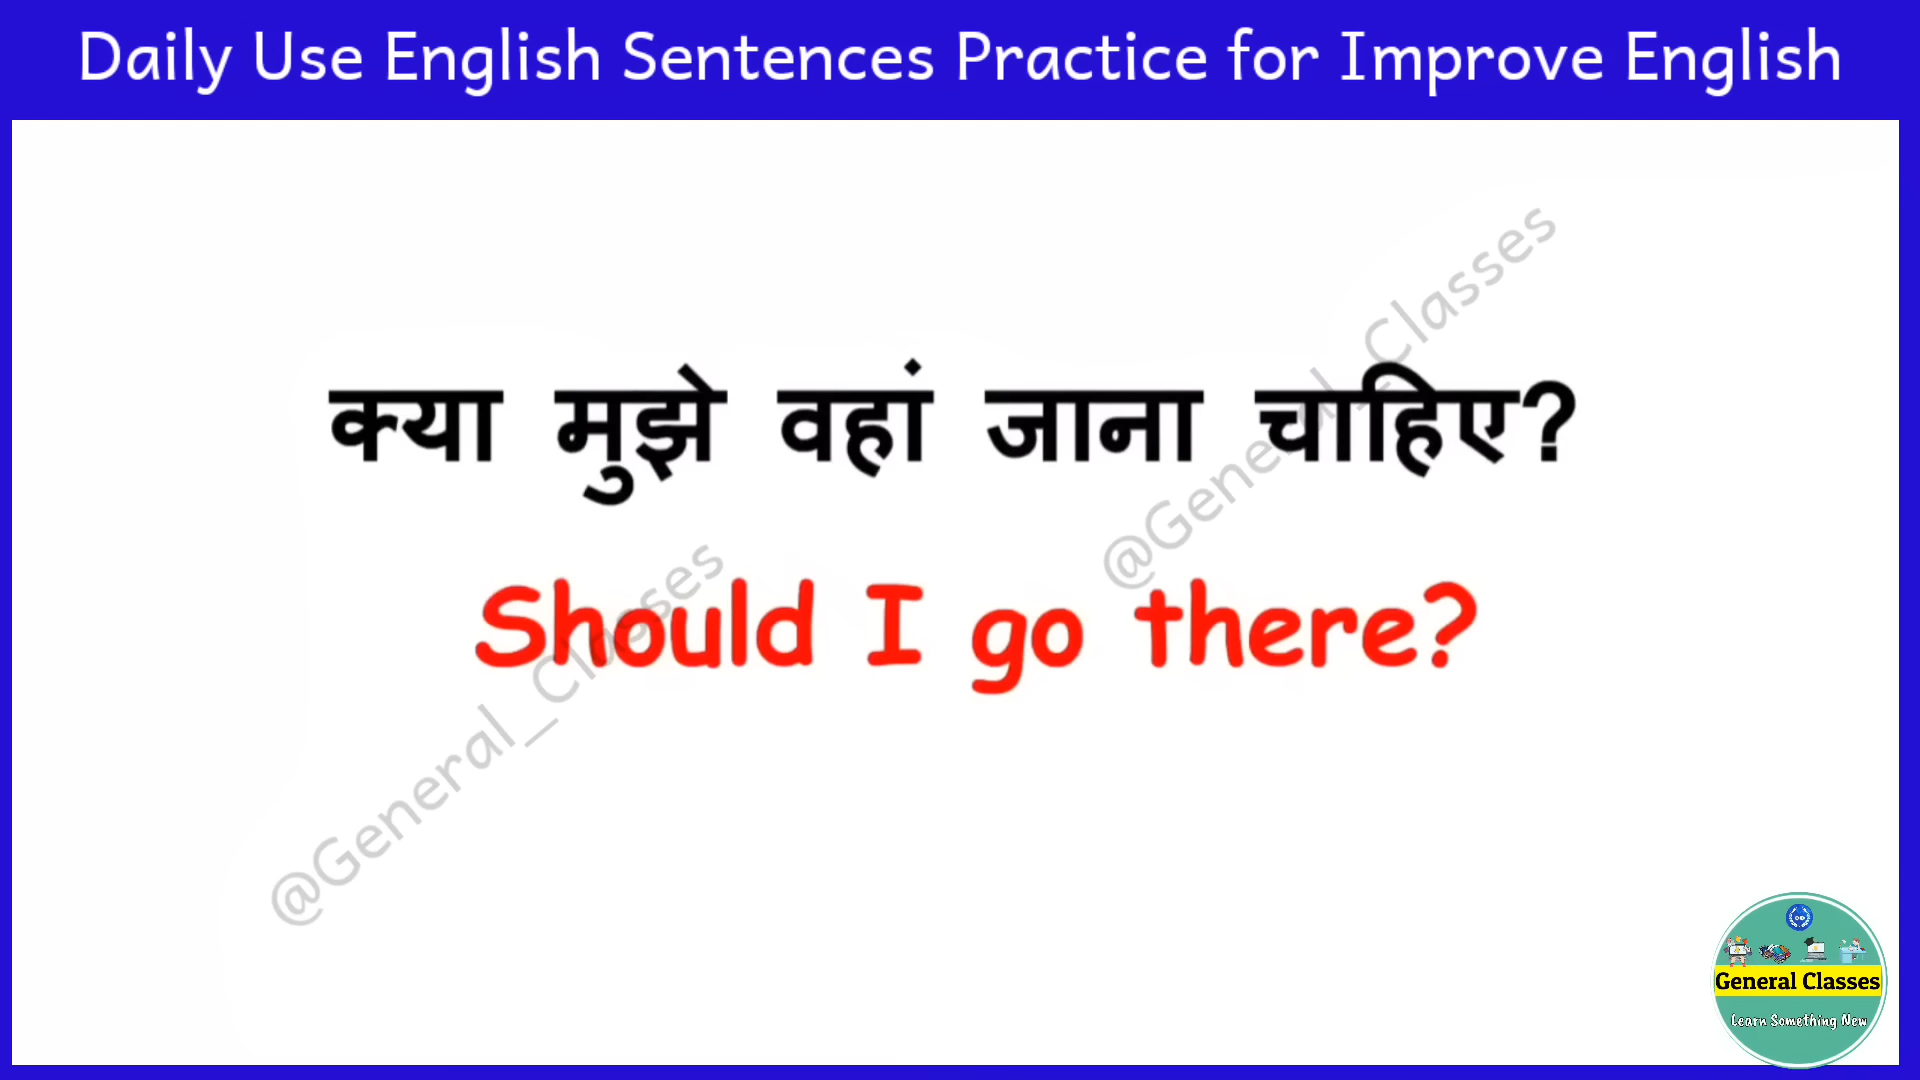 Daily Use English Sentences Practice for Improve English
क्या मुझे वहां जाना चाहिए?
Should I go there?
@General_Classes
@General_Classes
General Classes
Learn Something New